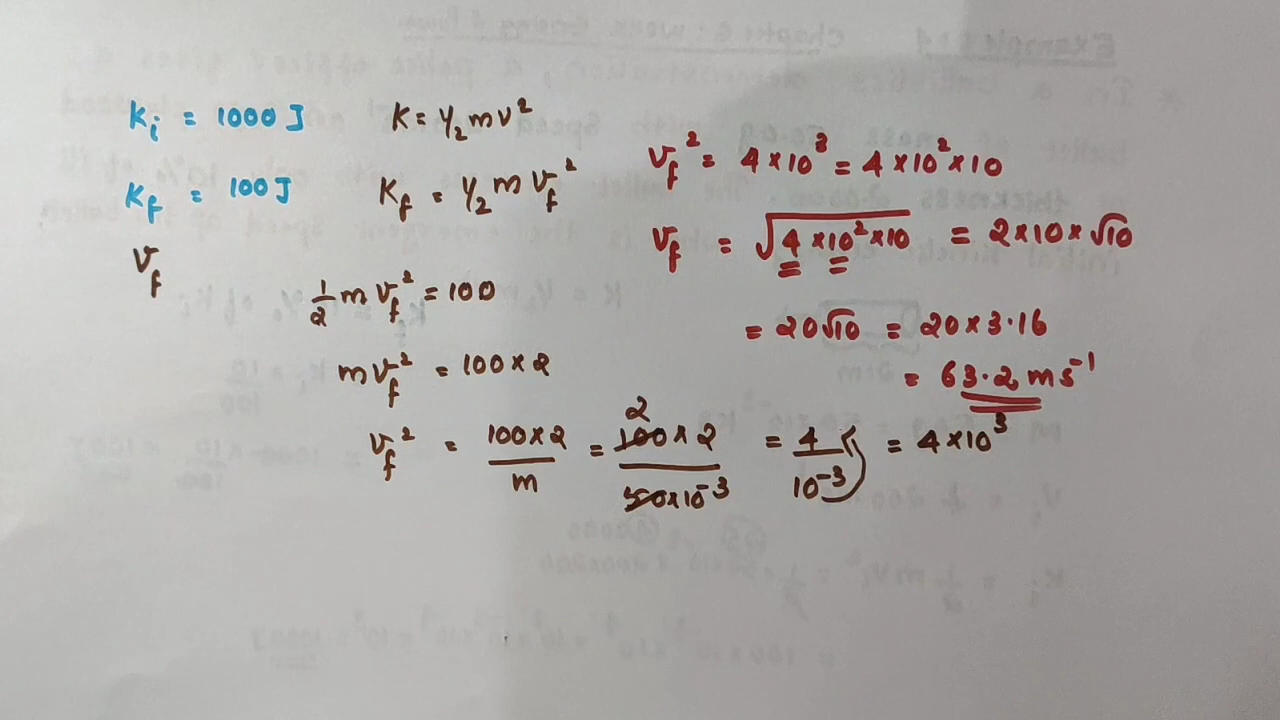 Ki = 1000 J
K = 1/2 mv²
Kf = 100 J
Kf = 1/2 m vf²
vf
1/2 m vf² = 100
m vf² = 100 × 2
vf² = 100×2 / m = 100 × 2 / 50×10⁻³ = 4 / 10⁻³ = 4×10³
2
vf² = 4×10³ = 4×10²×10
vf = √4×10²×10 = 2×10×√10
= 20√10 = 20×3.16
= 63.2 ms⁻¹